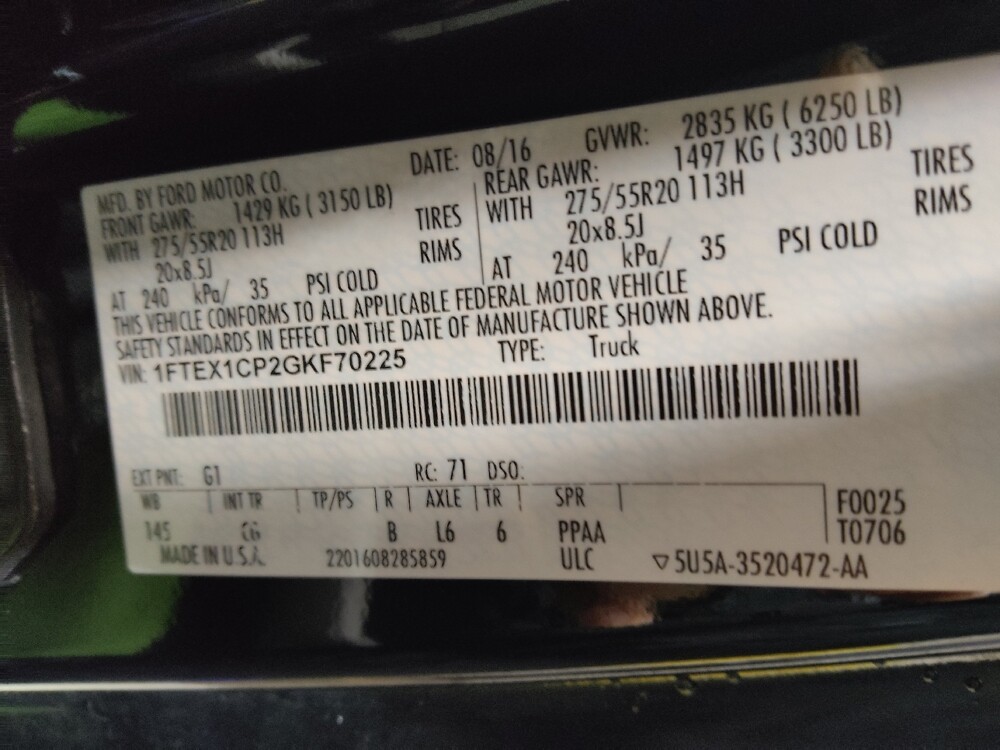 MFD. BY FORD MOTOR CO. DATE: 08/16 GVWR: 2835 KG ( 6250 LB)
FRONT GAWR: 1429 KG ( 3150 LB) REAR GAWR: 1497 KG ( 3300 LB)
WITH 275/55R20 113H TIRES WITH 275/55R20 113H TIRES
20x8.5J RIMS 20x8.5J RIMS
AT 240 kPa/ 35 PSI COLD AT 240 kPa/ 35 PSI COLD
THIS VEHICLE CONFORMS TO ALL APPLICABLE FEDERAL MOTOR VEHICLE
SAFETY STANDARDS IN EFFECT ON THE DATE OF MANUFACTURE SHOWN ABOVE.
VIN: 1FTEX1CP2GKF70225 TYPE: Truck
EXT PNT: G1 RC: 71 DSO:
WB INT TR TP/PS R AXLE TR SPR F0025
145 CG B L6 6 PPAA T0706
MADE IN U.S.A. 2201608285859 ULC ▽5U5A-3520472-AA